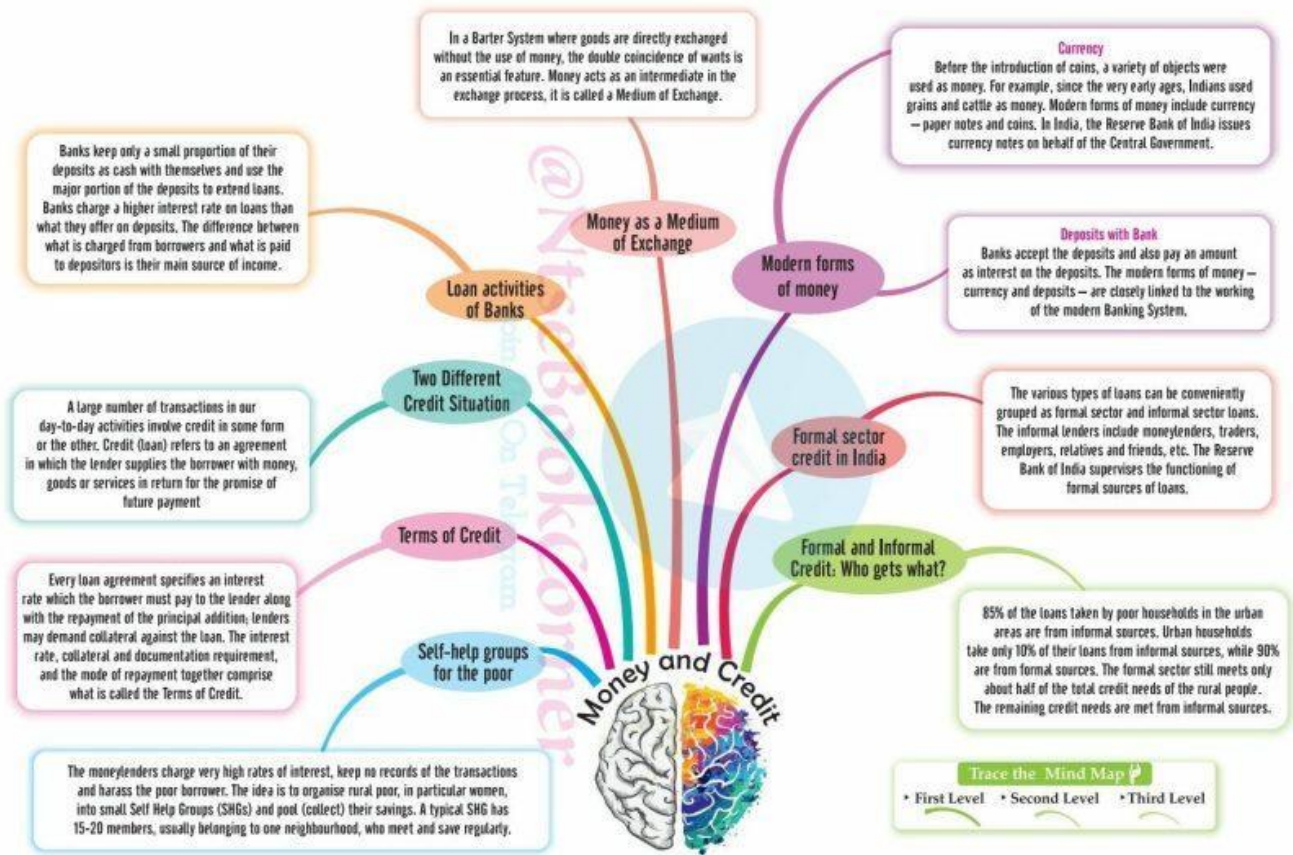 In a Barter System where goods are directly exchanged
without the use of money, the double coincidence of wants is
an essential feature. Money acts as an intermediate in the
exchange process, it is called a Medium of Exchange.
Money as a Medium
of Exchange
Currency
Before the introduction of coins, a variety of objects were
used as money. For example, since the very early ages, Indians used
grains and cattle as money. Modern forms of money include currency
– paper notes and coins. In India, the Reserve Bank of India issues
currency notes on behalf of the Central Government.
Deposits with Bank
Banks accept the deposits and also pay an amount
as interest on the deposits. The modern forms of money –
currency and deposits – are closely linked to the working
of the modern Banking System.
Modern forms
of money
Banks keep only a small proportion of their
deposits as cash with themselves and use the
major portion of the deposits to extend loans.
Banks charge a higher interest rate on loans than
what they offer on deposits. The difference between
what is charged from borrowers and what is paid
to depositors is their main source of income.
Loan activities
of Banks
Two Different
Credit Situation
A large number of transactions in our
day-to-day activities involve credit in some form
or the other. Credit (loan) refers to an agreement
in which the lender supplies the borrower with money,
goods or services in return for the promise of
future payment
Formal sector
credit in India
The various types of loans can be conveniently
grouped as formal sector and informal sector loans.
The informal lenders include moneylenders, traders,
employers, relatives and friends, etc. The Reserve
Bank of India supervises the functioning of
formal sources of loans.
Terms of Credit
Every loan agreement specifies an interest
rate which the borrower must pay to the lender along
with the repayment of the principal addition; lenders
may demand collateral against the loan. The interest
rate, collateral and documentation requirement,
and the mode of repayment together comprise
what is called the Terms of Credit.
Formal and Informal
Credit: Who gets what?
85% of the loans taken by poor households in the urban
areas are from informal sources. Urban households
take only 10% of their loans from informal sources, while 90%
are from formal sources. The formal sector still meets only
about half of the total credit needs of the rural people.
The remaining credit needs are met from informal sources.
Self-help groups
for the poor
The moneylenders charge very high rates of interest, keep no records of the transactions
and harass the poor borrower. The idea is to organise rural poor, in particular women,
into small Self Help Groups (SHGs) and pool (collect) their savings. A typical SHG has
15-20 members, usually belonging to one neighbourhood, who meet and save regularly.
Money and Credit
Trace the Mind Map
‣ First Level ‣ Second Level ‣ Third Level
@NtseBookCorner
Join On Telegram